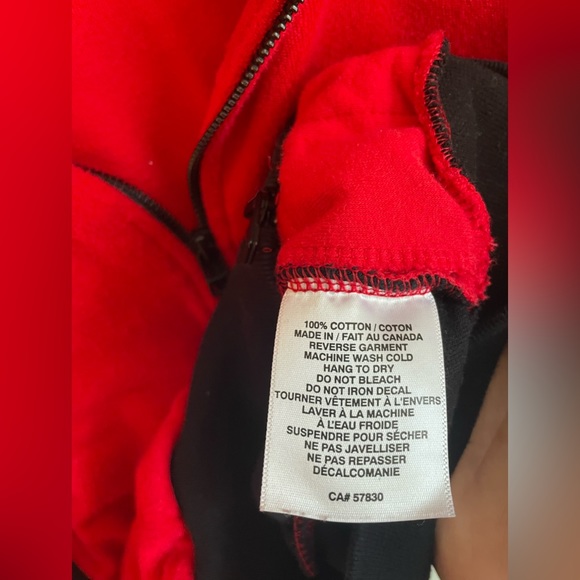 100% COTTON / COTON
MADE IN / FAIT AU CANADA
REVERSE GARMENT
MACHINE WASH COLD
HANG TO DRY
DO NOT BLEACH
DO NOT IRON DECAL
TOURNER VÊTEMENT À L'ENVERS
LAVER À LA MACHINE
À L'EAU FROIDE
SUSPENDRE POUR SÉCHER
NE PAS JAVELLISER
NE PAS REPASSER
DÉCALCOMANIE
CA# 57830